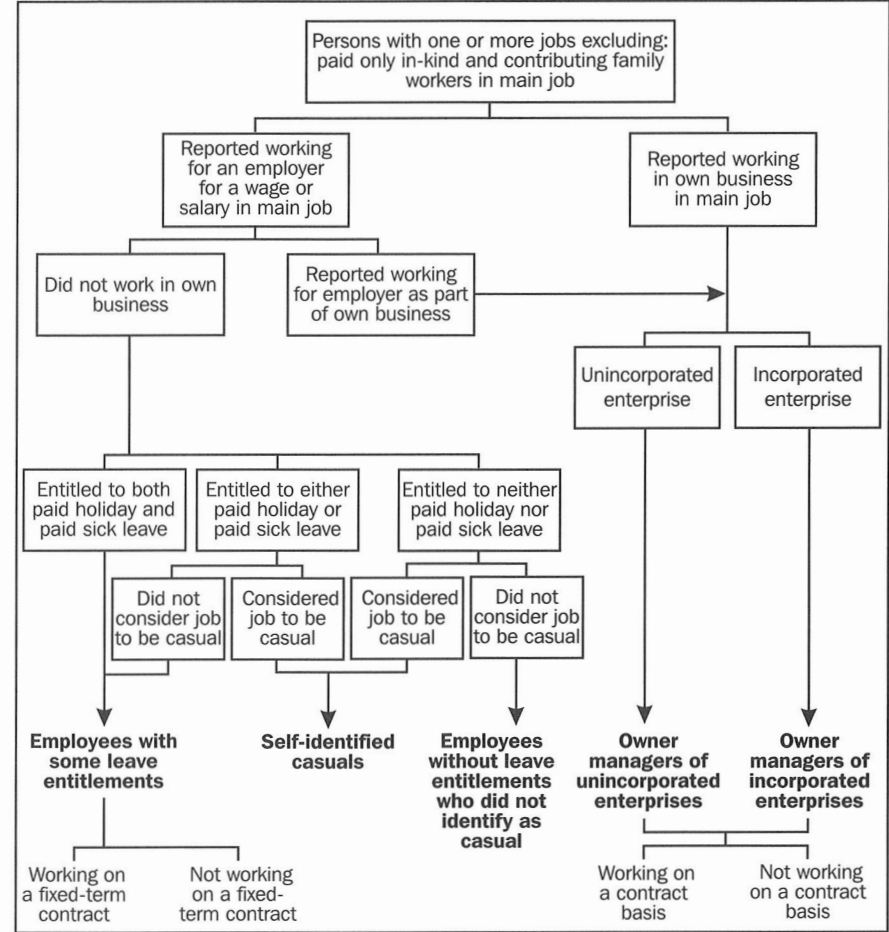 Persons with one or more jobs excluding:
paid only in-kind and contributing family
workers in main job
Reported working
for an employer
for a wage or
salary in main job
Reported working
in own business
in main job
Did not work in own
business
Reported working
for employer as part
of own business
Unincorporated
enterprise
Incorporated
enterprise
Entitled to both
paid holiday and
paid sick leave
Entitled to either
paid holiday or
paid sick leave
Entitled to neither
paid holiday nor
paid sick leave
Did not
consider job
to be casual
Considered
job to be
casual
Considered
job to be
casual
Did not
consider job
to be casual
Employees with
some leave
entitlements
Self-identified
casuals
Employees
without leave
entitlements
who did not
identify as
casual
Owner
managers of
unincorporated
enterprises
Owner
managers of
incorporated
enterprises
Working on
a fixed-term
contract
Not working
on a fixed-
term contract
Working on
a contract
basis
Not working
on a contract
basis